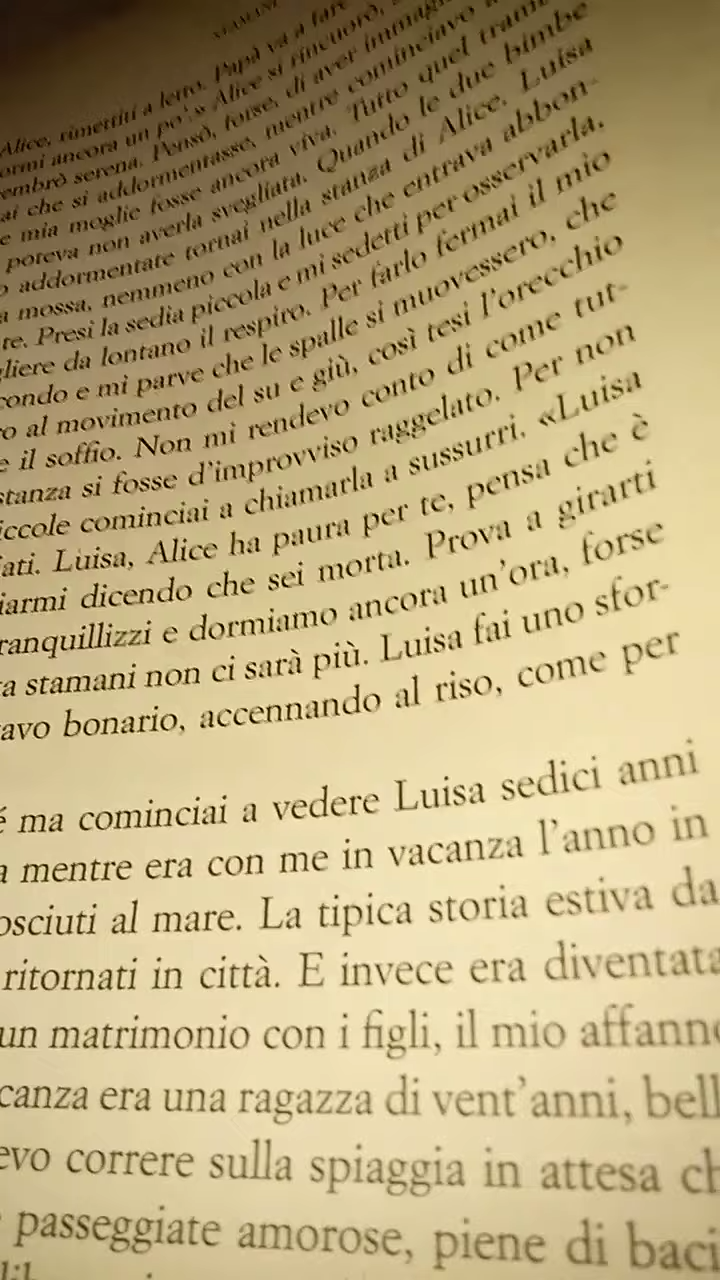 STAMANI
Alice, rimettiti a letto. Papà va a fare
ormi ancora un po'.» Alice si rincuorò,
embrò serena. Pensò, forse, di aver immagi
ai che si addormentasse, mentre cominciavo
e mia moglie fosse ancora viva. Tutto quel tram
poteva non averla svegliata. Quando le due bimbe
o addormentate tornai nella stanza di Alice. Luisa
a mossa, nemmeno con la luce che entrava abbon-
te. Presi la sedia piccola e mi sedetti per osservarla.
gliere da lontano il respiro. Per farlo fermai il mio
condo e mi parve che le spalle si muovessero, che
ro al movimento del su e giù, così tesi l'orecchio
e il soffio. Non mi rendevo conto di come tut-
stanza si fosse d'improvviso raggelato. Per non
iccole cominciai a chiamarla a sussurri. «Luisa
iati. Luisa, Alice ha paura per te, pensa che è
iarmi dicendo che sei morta. Prova a girarti
ranquillizzi e dormiamo ancora un'ora, forse
ta stamani non ci sarà più. Luisa fai uno sfor-
avo bonario, accennando al riso, come per
é ma cominciai a vedere Luisa sedici anni
a mentre era con me in vacanza l'anno in
osciuti al mare. La tipica storia estiva da
ritornati in città. E invece era diventata
un matrimonio con i figli, il mio affanno
canza era una ragazza di vent'anni, bell
evo correre sulla spiaggia in attesa ch
passeggiate amorose, piene di baci